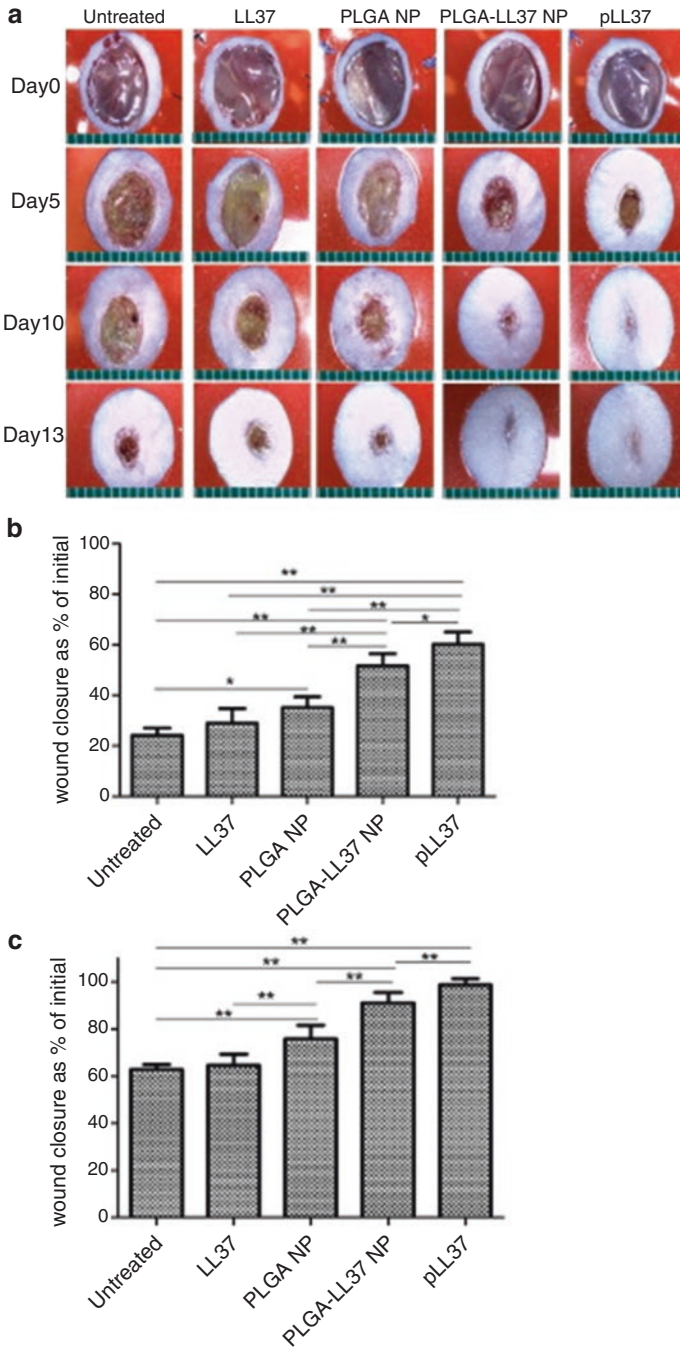 a
Untreated LL37 PLGA NP PLGA-LL37 NP pLL37
Day0
Day5
Day10
Day13
b
wound closure as % of initial
100
80
60
40
20
0
**
**
**
**
*
**
**
*
Untreated
LL37
PLGA NP
PLGA-LL37 NP
pLL37
c
wound closure as % of initial
100
80
60
40
20
0
**
**
**
**
**
**
Untreated
LL37
PLGA NP
PLGA-LL37 NP
pLL37